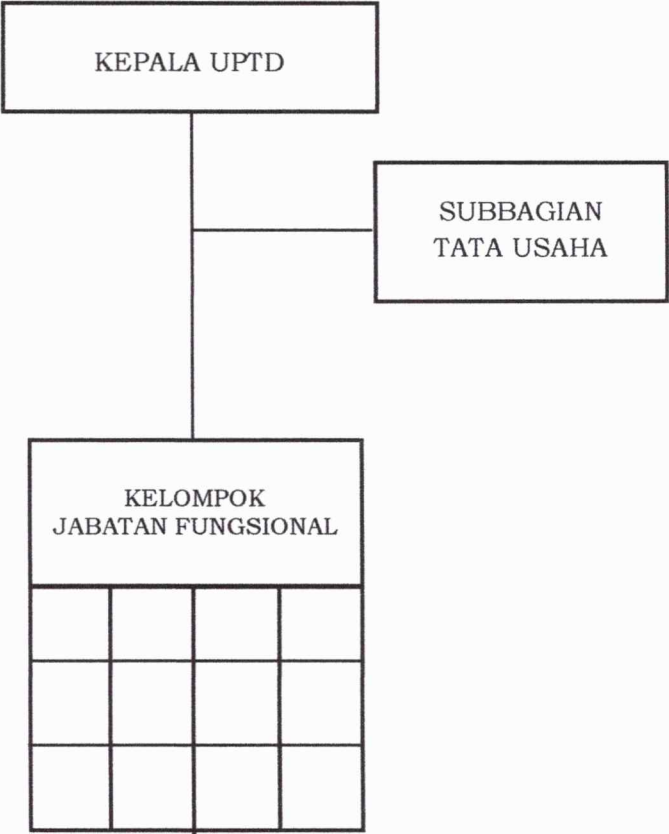 KEPALA UPTD
SUBBAGIAN
TATA USAHA
KELOMPOK
JABATAN FUNGSIONAL